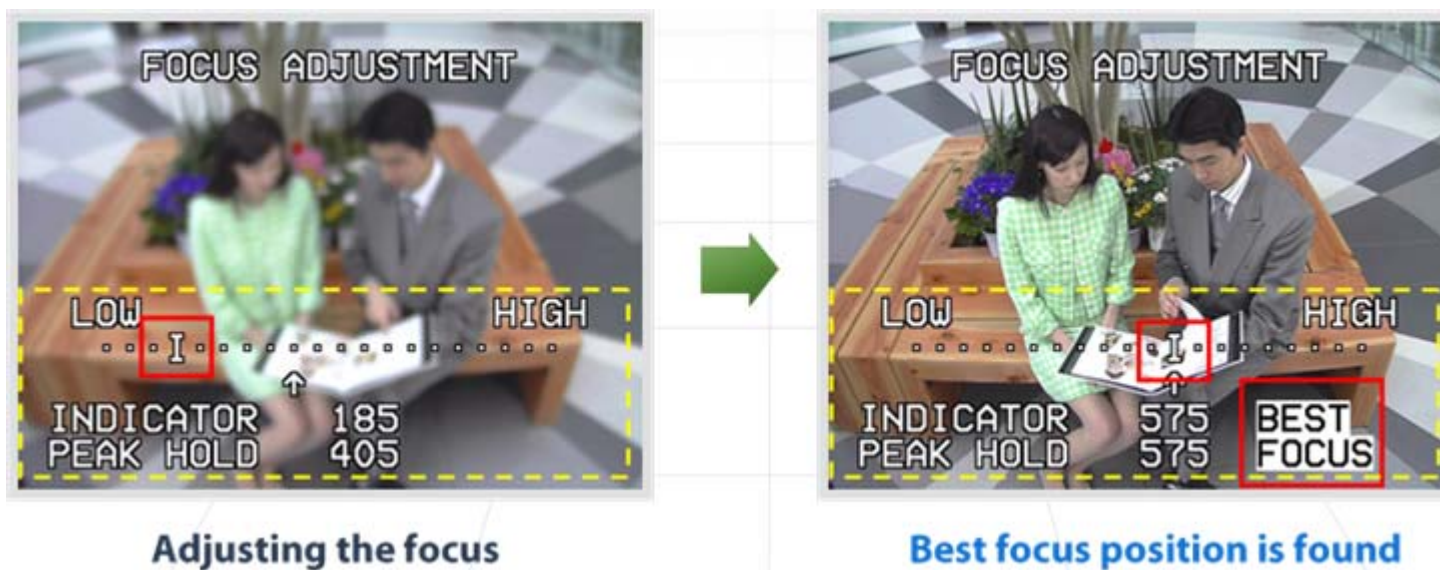 FOCUS ADJUSTMENT
LOW HIGH
I
INDICATOR 185
PEAK HOLD 405
Adjusting the focus
FOCUS ADJUSTMENT
LOW HIGH
I
INDICATOR 575
PEAK HOLD 575
BEST
FOCUS
Best focus position is found